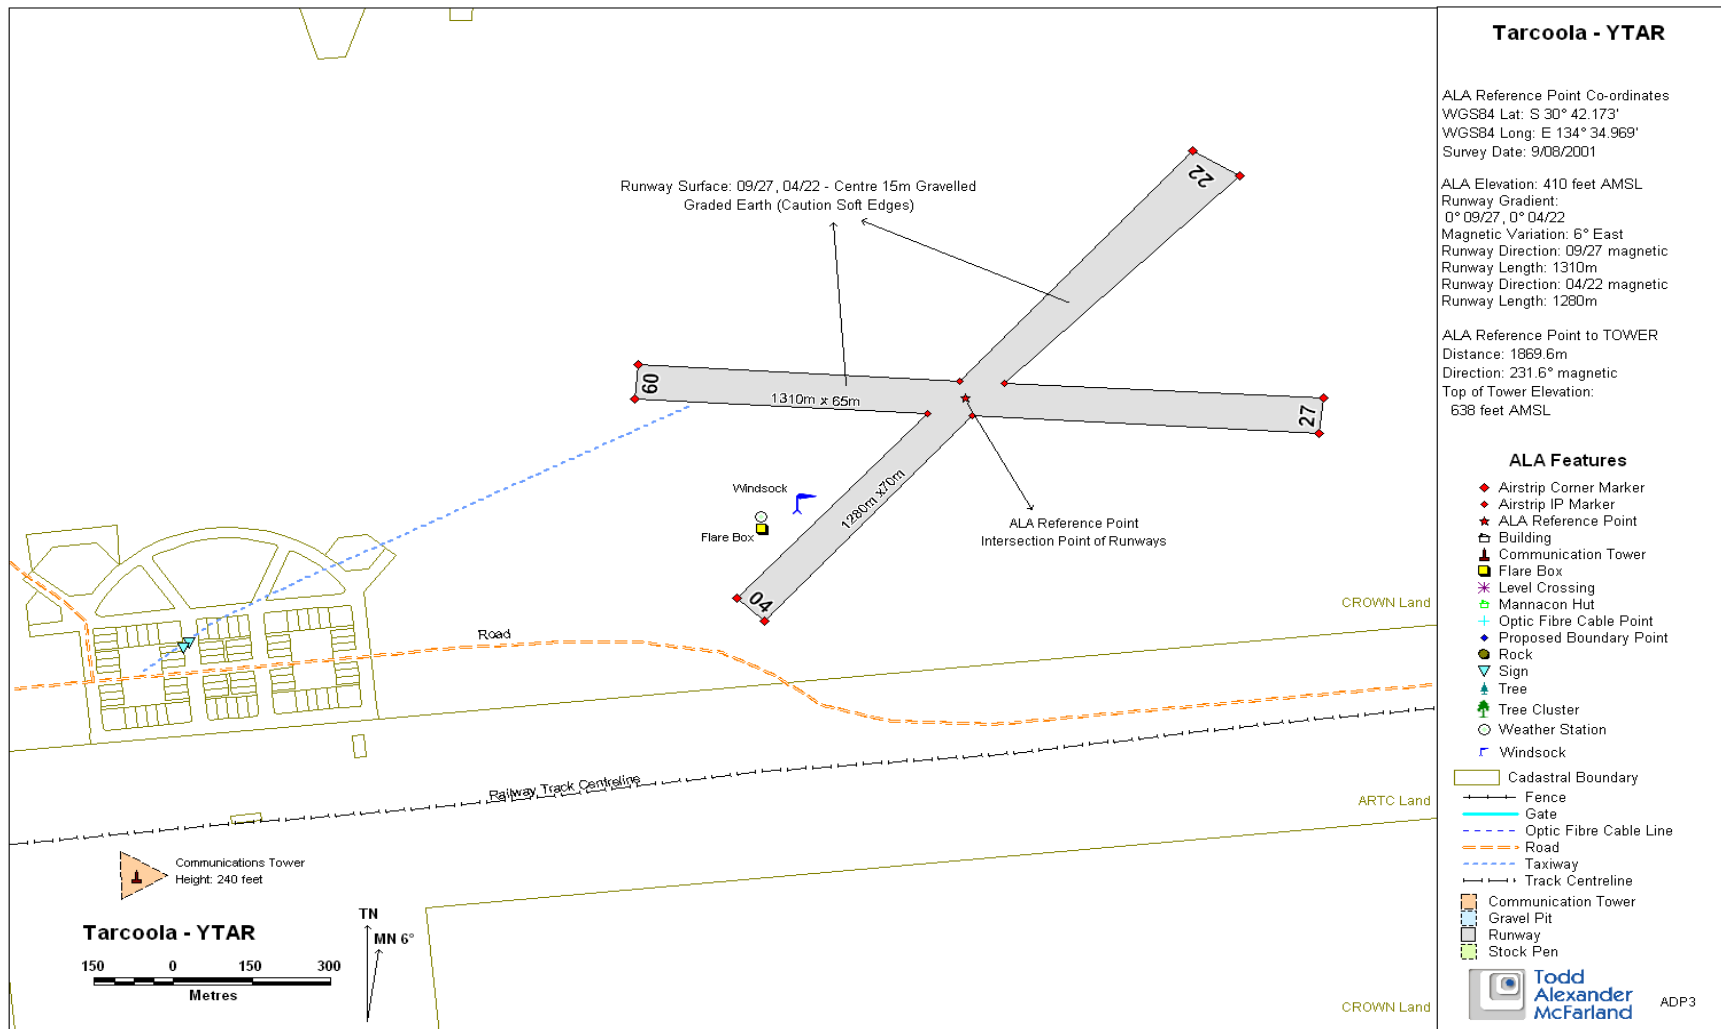 Tarcoola - YTAR
ALA Reference Point Co-ordinates
WGS84 Lat: S 30° 42.173'
WGS84 Long: E 134° 34.969'
Survey Date: 9/08/2001
ALA Elevation: 410 feet AMSL
Runway Gradient:
0° 09/27, 0° 04/22
Magnetic Variation: 6° East
Runway Direction: 09/27 magnetic
Runway Length: 1310m
Runway Direction: 04/22 magnetic
Runway Length: 1280m
ALA Reference Point to TOWER
Distance: 1869.6m
Direction: 231.6° magnetic
Top of Tower Elevation:
638 feet AMSL
ALA Features
Airstrip Corner Marker
Airstrip IP Marker
ALA Reference Point
Building
Communication Tower
Flare Box
Level Crossing
Mannacon Hut
Optic Fibre Cable Point
Proposed Boundary Point
Rock
Sign
Tree
Tree Cluster
Weather Station
Windsock
Cadastral Boundary
Fence
Gate
Optic Fibre Cable Line
Road
Taxiway
Track Centreline
Communication Tower
Gravel Pit
Runway
Stock Pen
Todd
Alexander
McFarland
ADP3
Runway Surface: 09/27, 04/22 - Centre 15m Gravelled
Graded Earth (Caution Soft Edges)
22
09
1310m x 65m
27
1280m x70m
04
Windsock
Flare Box
ALA Reference Point
Intersection Point of Runways
CROWN Land
Road
Railway Track Centreline
ARTC Land
Communications Tower
Height: 240 feet
Tarcoola - YTAR
150 0 150 300
Metres
TN
MN 6°
CROWN Land